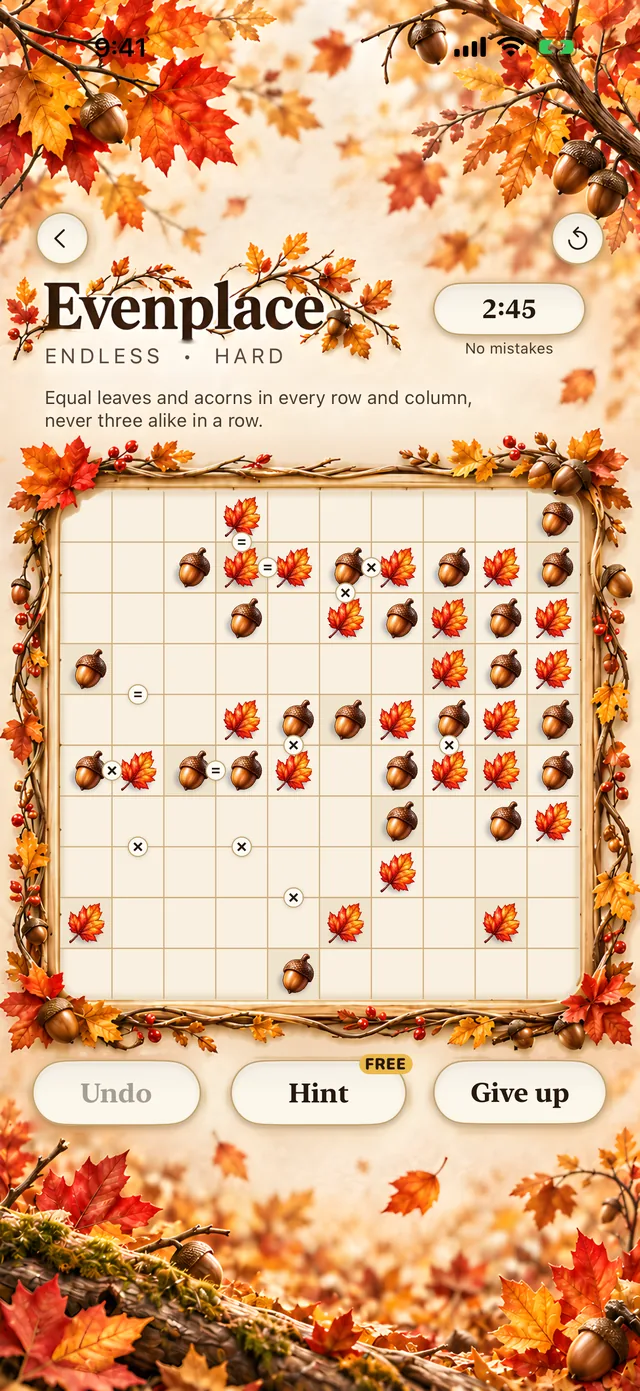 9:41
Evenplace
ENDLESS • HARD
2:45
No mistakes
Equal leaves and acorns in every row and column,
never three alike in a row.
=
= ×
×
=
× ×
× =
× ×
×
Undo
Hint
FREE
Give up